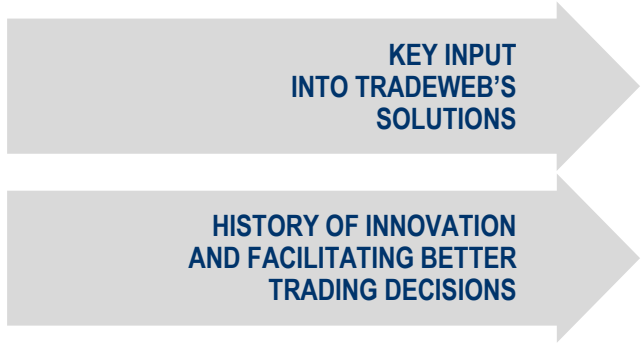 KEY INPUT
INTO TRADEWEB’S
SOLUTIONS
HISTORY OF INNOVATION
AND FACILITATING BETTER
TRADING DECISIONS